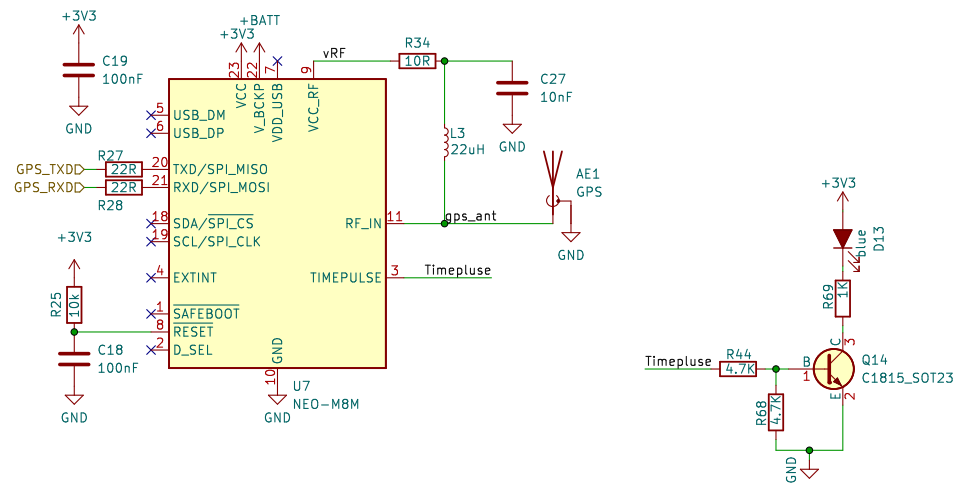 +3V3
C19
100nF
GND
+BATT
+3V3
23
22
7
9
VCC
V_BCKP
VDD_USB
VCC_RF
vRF
R34
10R
C27
10nF
GND
L3
22uH
5
USB_DM
6
USB_DP
R27
GPS_TXD
22R
20
TXD/SPI_MISO
GPS_RXD
22R
21
RXD/SPI_MOSI
R28
18
SDA/SPI_CS
19
SCL/SPI_CLK
RF_IN
11
gps_ant
AE1
GPS
GND
4
EXTINT
TIMEPULSE
3
Timepluse
+3V3
R25
10k
1
SAFEBOOT
8
RESET
2
D_SEL
C18
100nF
GND
GND
10
U7
NEO-M8M
GND
+3V3
blue
D13
R69
1K
Timepluse
R44
4.7K
R68
4.7K
B
1
C
3
E
2
Q14
C1815_SOT23
GND